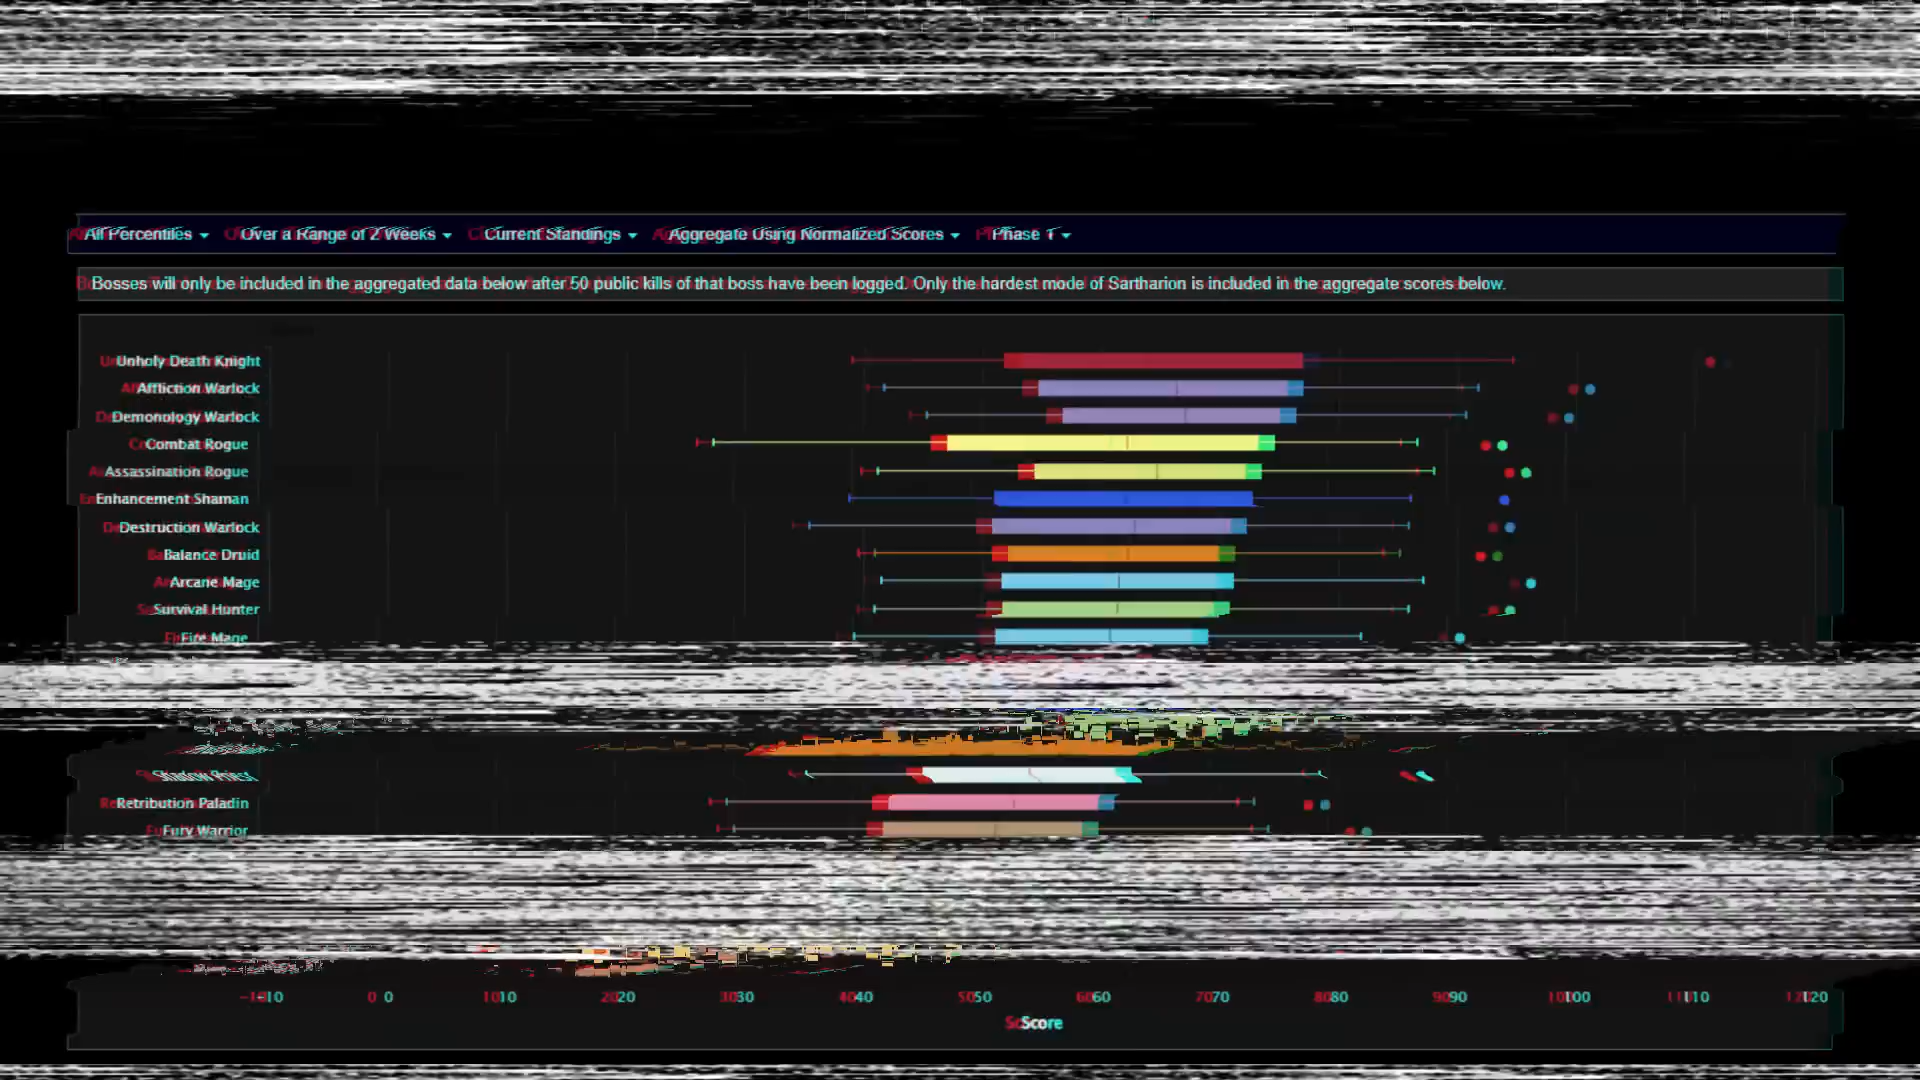 All Percentiles Over a Range of 2 Weeks Current Standings Aggregate Using Normalized Scores Phase 1
Bosses will only be included in the aggregated data below after 50 public kills of that boss have been logged. Only the hardest mode of Sartharion is included in the aggregate scores below.
Unholy Death Knight
Affliction Warlock
Demonology Warlock
Combat Rogue
Assassination Rogue
Enhancement Shaman
Destruction Warlock
Balance Druid
Arcane Mage
Survival Hunter
Fire Mage
Shadow Priest
Retribution Paladin
Fury Warrior
-10 0 10 20 30 40 50 60 70 80 90 100 110 120
Score